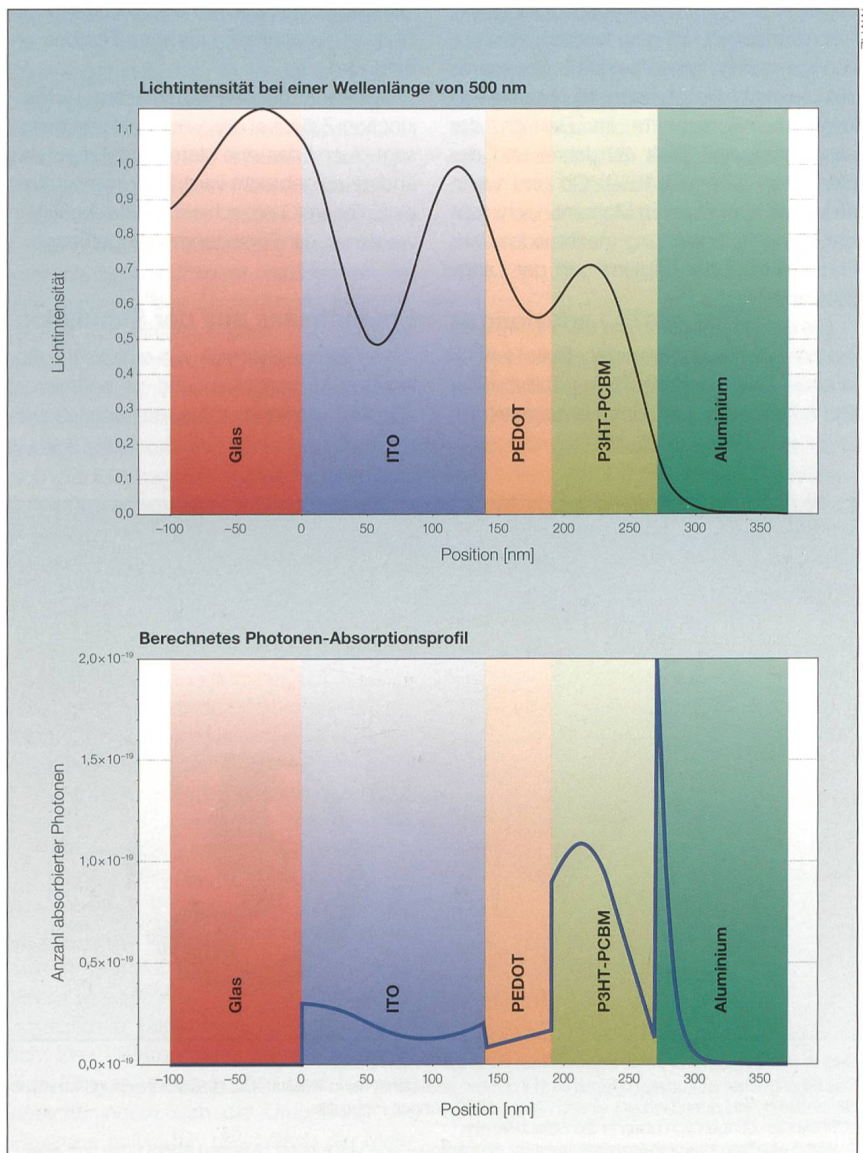 Lichtintensität bei einer Wellenlänge von 500 nm
Lichtintensität
1,1
1,0
0,9
0,8
0,7
0,6
0,5
0,4
0,3
0,2
0,1
0,0
Glas
ITO
PEDOT
P3HT-PCBM
Aluminium
−100 −50 0 50 100 150 200 250 300 350
Position [nm]
Berechnetes Photonen-Absorptionsprofil
Anzahl absorbierter Photonen
2,0×10⁻¹⁹
1,5×10⁻¹⁹
1,0×10⁻¹⁹
0,5×10⁻¹⁹
0,0×10⁻¹⁹
Glas
ITO
PEDOT
P3HT-PCBM
Aluminium
−100 −50 0 50 100 150 200 250 300 350
Position [nm]